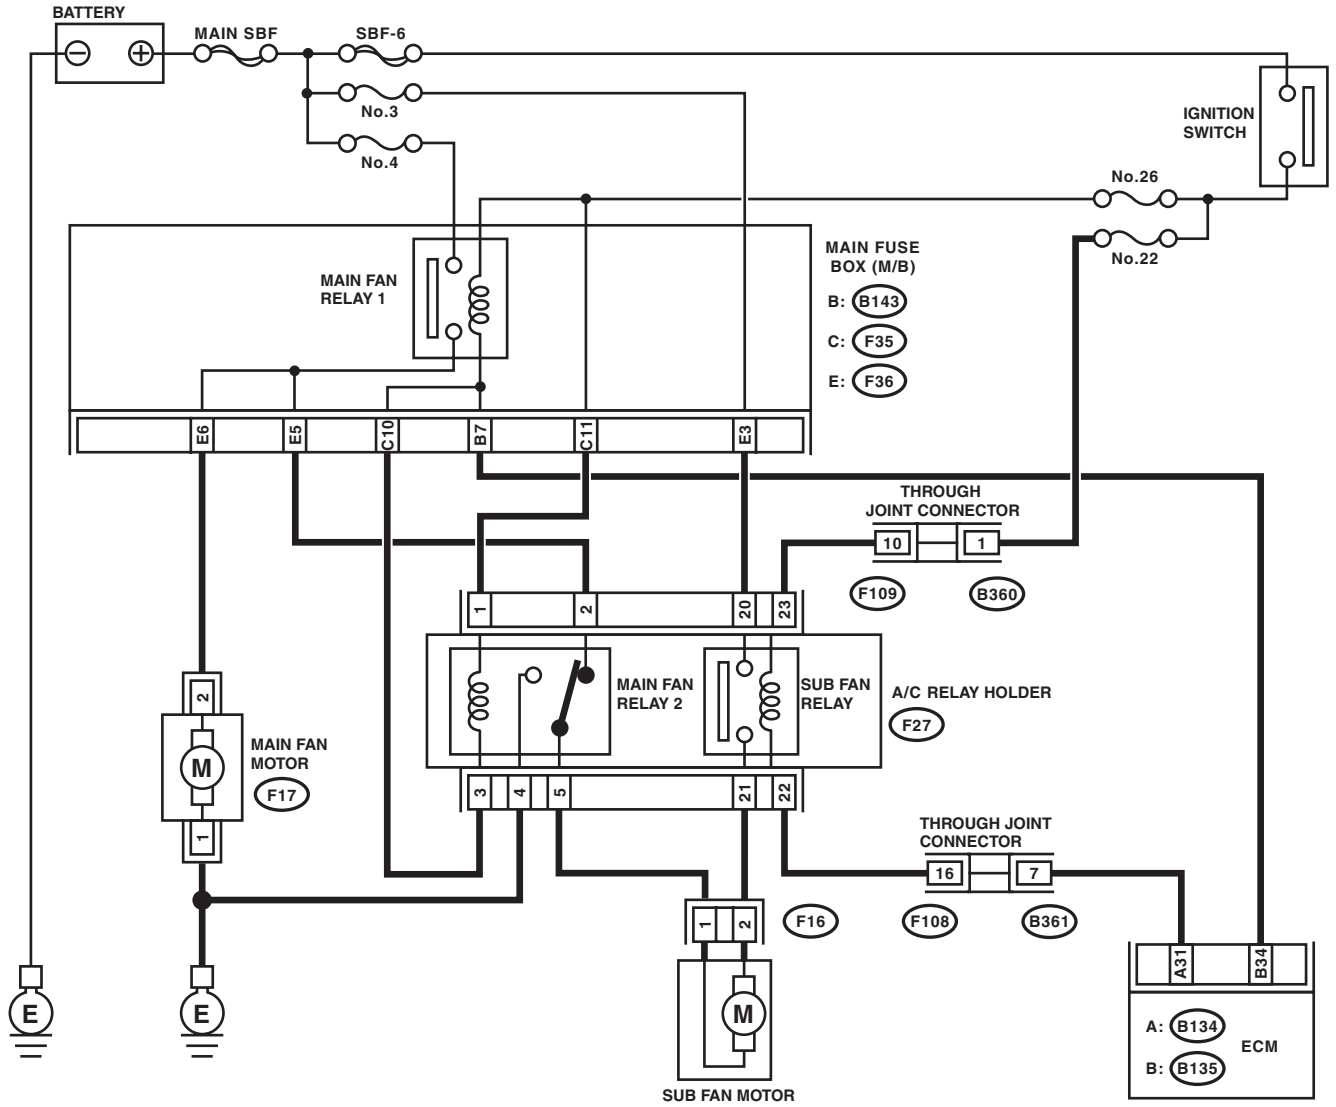 BATTERY
− +
MAIN SBF
SBF-6
No.3
No.4
IGNITION
SWITCH
No.26
No.22
MAIN FAN
RELAY 1
MAIN FUSE
BOX (M/B)
B: B143
C: F35
E: F36
E6 E5 C10 B7 C11 E3
THROUGH
JOINT CONNECTOR
10 1
F109 B360
1 2 20 23
MAIN FAN
RELAY 2
SUB FAN
RELAY
A/C RELAY HOLDER
F27
2
M
1
MAIN FAN
MOTOR
F17
3 4 5 21 22
THROUGH JOINT
CONNECTOR
16 7
F108 B361
1 2
F16
M
SUB FAN MOTOR
A31 B34
A: B134
B: B135
ECM
E
E